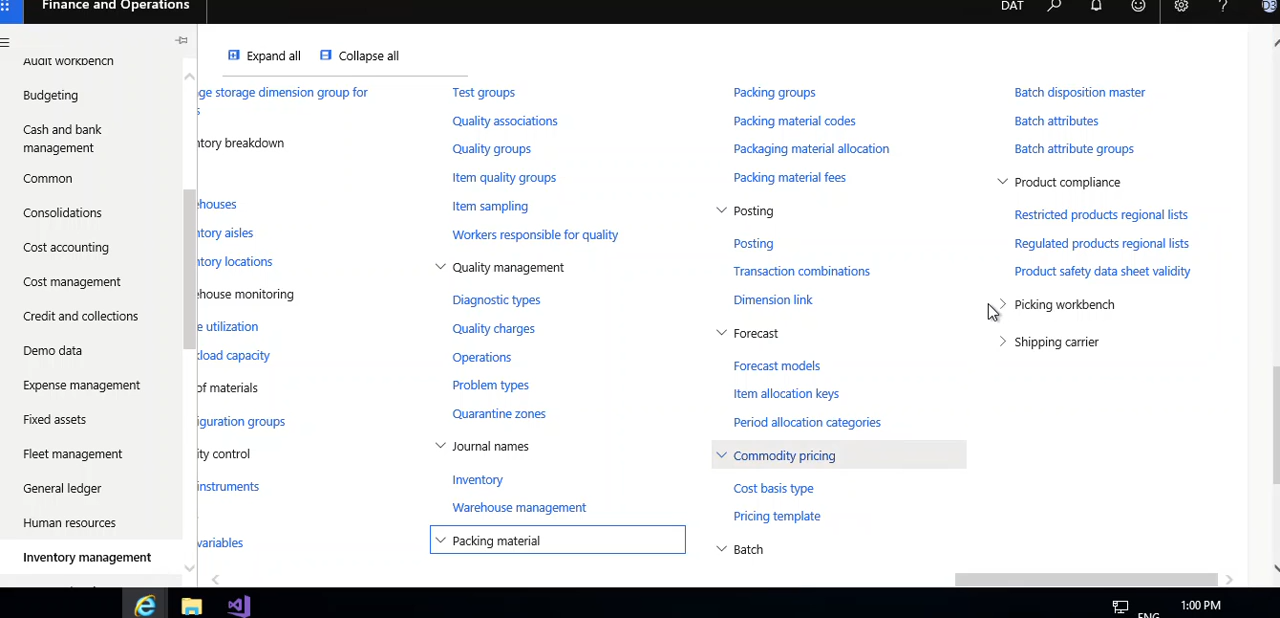 Finance and Operations
DAT
?
D3
Expand all
Collapse all
Audit workbench
Budgeting
Cash and bank
management
Common
Consolidations
Cost accounting
Cost management
Credit and collections
Demo data
Expense management
Fixed assets
Fleet management
General ledger
Human resources
Inventory management
ge storage dimension group for
s
ntory breakdown
ehouses
ntory aisles
ntory locations
house monitoring
e utilization
load capacity
of materials
iguration groups
ity control
instruments
variables
Test groups
Quality associations
Quality groups
Item quality groups
Item sampling
Workers responsible for quality
Quality management
Diagnostic types
Quality charges
Operations
Problem types
Quarantine zones
Journal names
Inventory
Warehouse management
Packing material
Packing groups
Packing material codes
Packaging material allocation
Packing material fees
Posting
Posting
Transaction combinations
Dimension link
Forecast
Forecast models
Item allocation keys
Period allocation categories
Commodity pricing
Cost basis type
Pricing template
Batch
Batch disposition master
Batch attributes
Batch attribute groups
Product compliance
Restricted products regional lists
Regulated products regional lists
Product safety data sheet validity
Picking workbench
Shipping carrier
ENG
1:00 PM